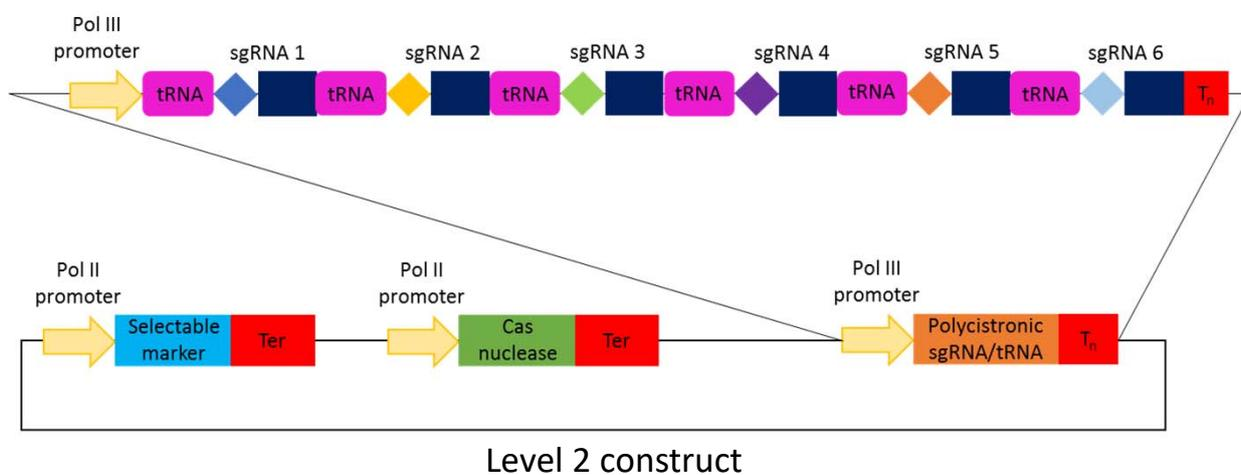 Pol III
promoter
sgRNA 1
sgRNA 2
sgRNA 3
sgRNA 4
sgRNA 5
sgRNA 6
tRNA
tRNA
tRNA
tRNA
tRNA
tRNA
Tn
Pol II
promoter
Pol II
promoter
Pol III
promoter
Selectable
marker
Ter
Cas
nuclease
Ter
Polycistronic
sgRNA/tRNA
Tn
Level 2 construct